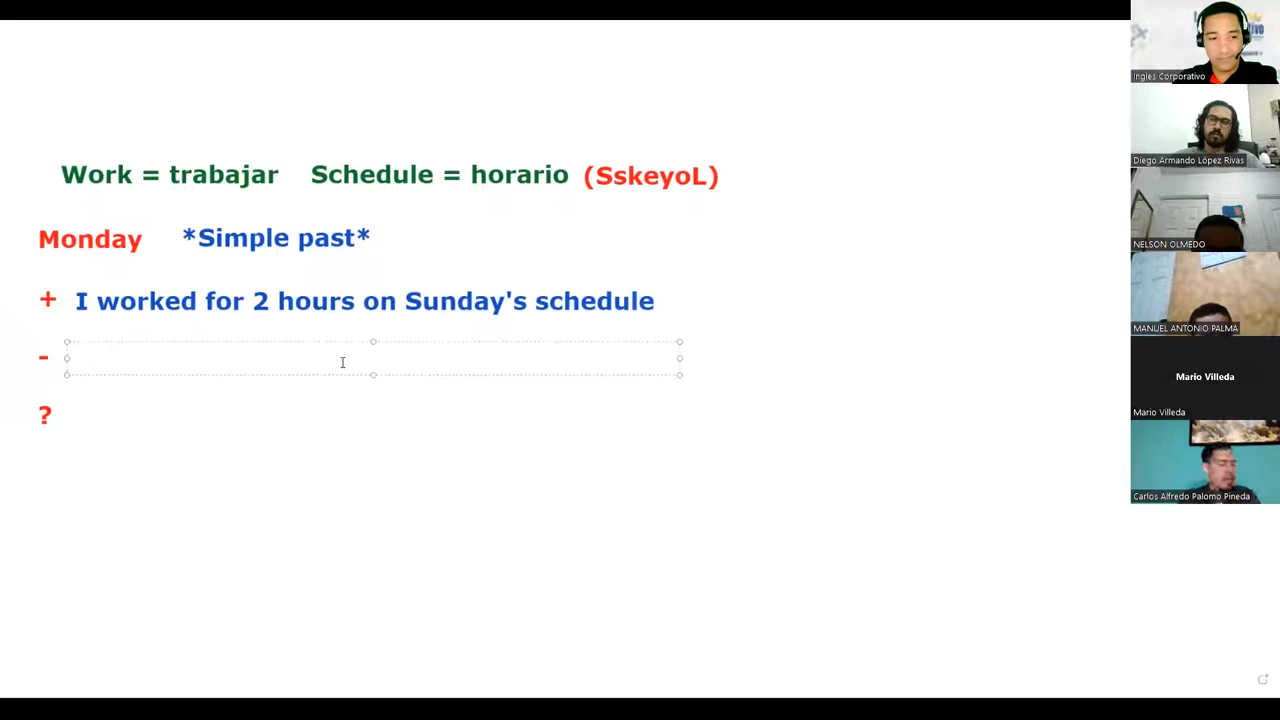 Work = trabajar Schedule = horario (SskeyoL)
Monday *Simple past*
+ I worked for 2 hours on Sunday's schedule
-
?
Ingles Corporativo
Diego Armando López Rivas
NELSON OLMEDO
MANUEL ANTONIO PALMA
Mario Villeda
Mario Villeda
Carlos Alfredo Palomo Pineda